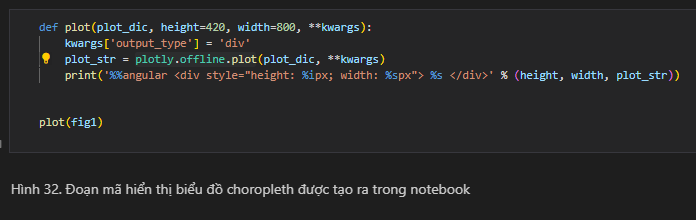 def plot(plot_dic, height=420, width=800, **kwargs):
kwargs['output_type'] = 'div'
plot_str = plotly.offline.plot(plot_dic, **kwargs)
print('%%angular <div style="height: %ipx; width: %spx"> %s </div>' % (height, width, plot_str))
plot(fig1)
Hình 32. Đoạn mã hiển thị biểu đồ choropleth được tạo ra trong notebook